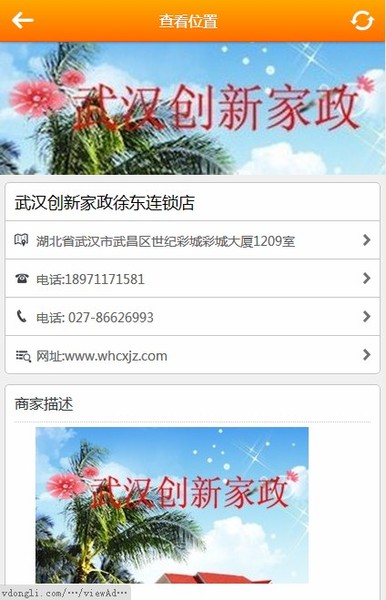 查看位置
武汉创新家政
武汉创新家政徐东连锁店
湖北省武汉市武昌区世纪彩城彩城大厦1209室
电话:18971171581
电话: 027-86626993
网址:www.whcxjz.com
商家描述
武汉创新家政
vdongli.com/…/viewAd…